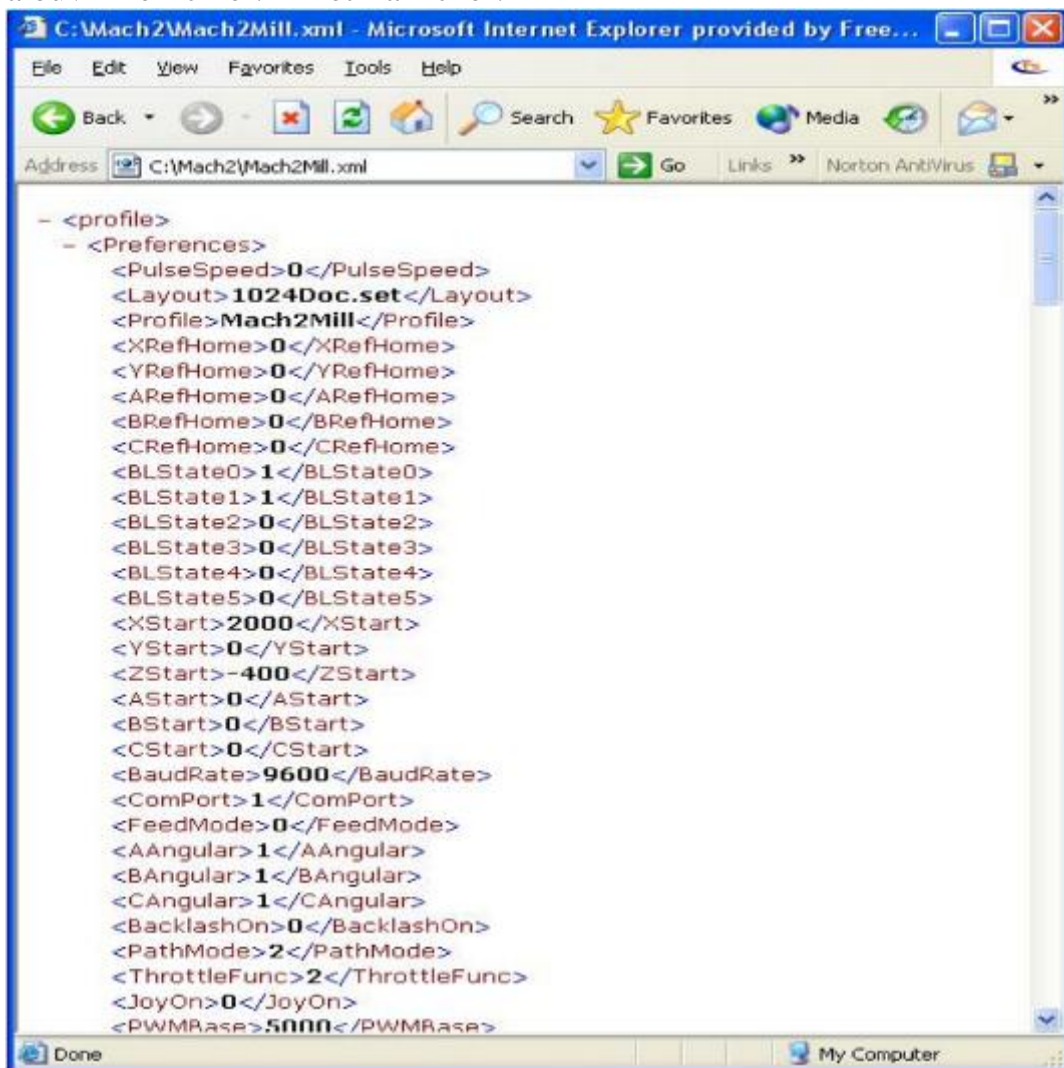 C:\Mach2\Mach2Mill.xml - Microsoft Internet Explorer provided by Free...
File Edit View Favorites Tools Help
Back Search Favorites Media
Address C:\Mach2\Mach2Mill.xml Go Links » Norton AntiVirus
- <profile>
- <Preferences>
<PulseSpeed>0</PulseSpeed>
<Layout>1024Doc.set</Layout>
<Profile>Mach2Mill</Profile>
<XRefHome>0</XRefHome>
<YRefHome>0</YRefHome>
<ARefHome>0</ARefHome>
<BRefHome>0</BRefHome>
<CRefHome>0</CRefHome>
<BLState0>1</BLState0>
<BLState1>1</BLState1>
<BLState2>0</BLState2>
<BLState3>0</BLState3>
<BLState4>0</BLState4>
<BLState5>0</BLState5>
<XStart>2000</XStart>
<YStart>0</YStart>
<ZStart>-400</ZStart>
<AStart>0</AStart>
<BStart>0</BStart>
<CStart>0</CStart>
<BaudRate>9600</BaudRate>
<ComPort>1</ComPort>
<FeedMode>0</FeedMode>
<AAngular>1</AAngular>
<BAngular>1</BAngular>
<CAngular>1</CAngular>
<BacklashOn>0</BacklashOn>
<PathMode>2</PathMode>
<ThrottleFunc>2</ThrottleFunc>
<JoyOn>0</JoyOn>
<PWMBase>5000</PWMBase>
Done My Computer